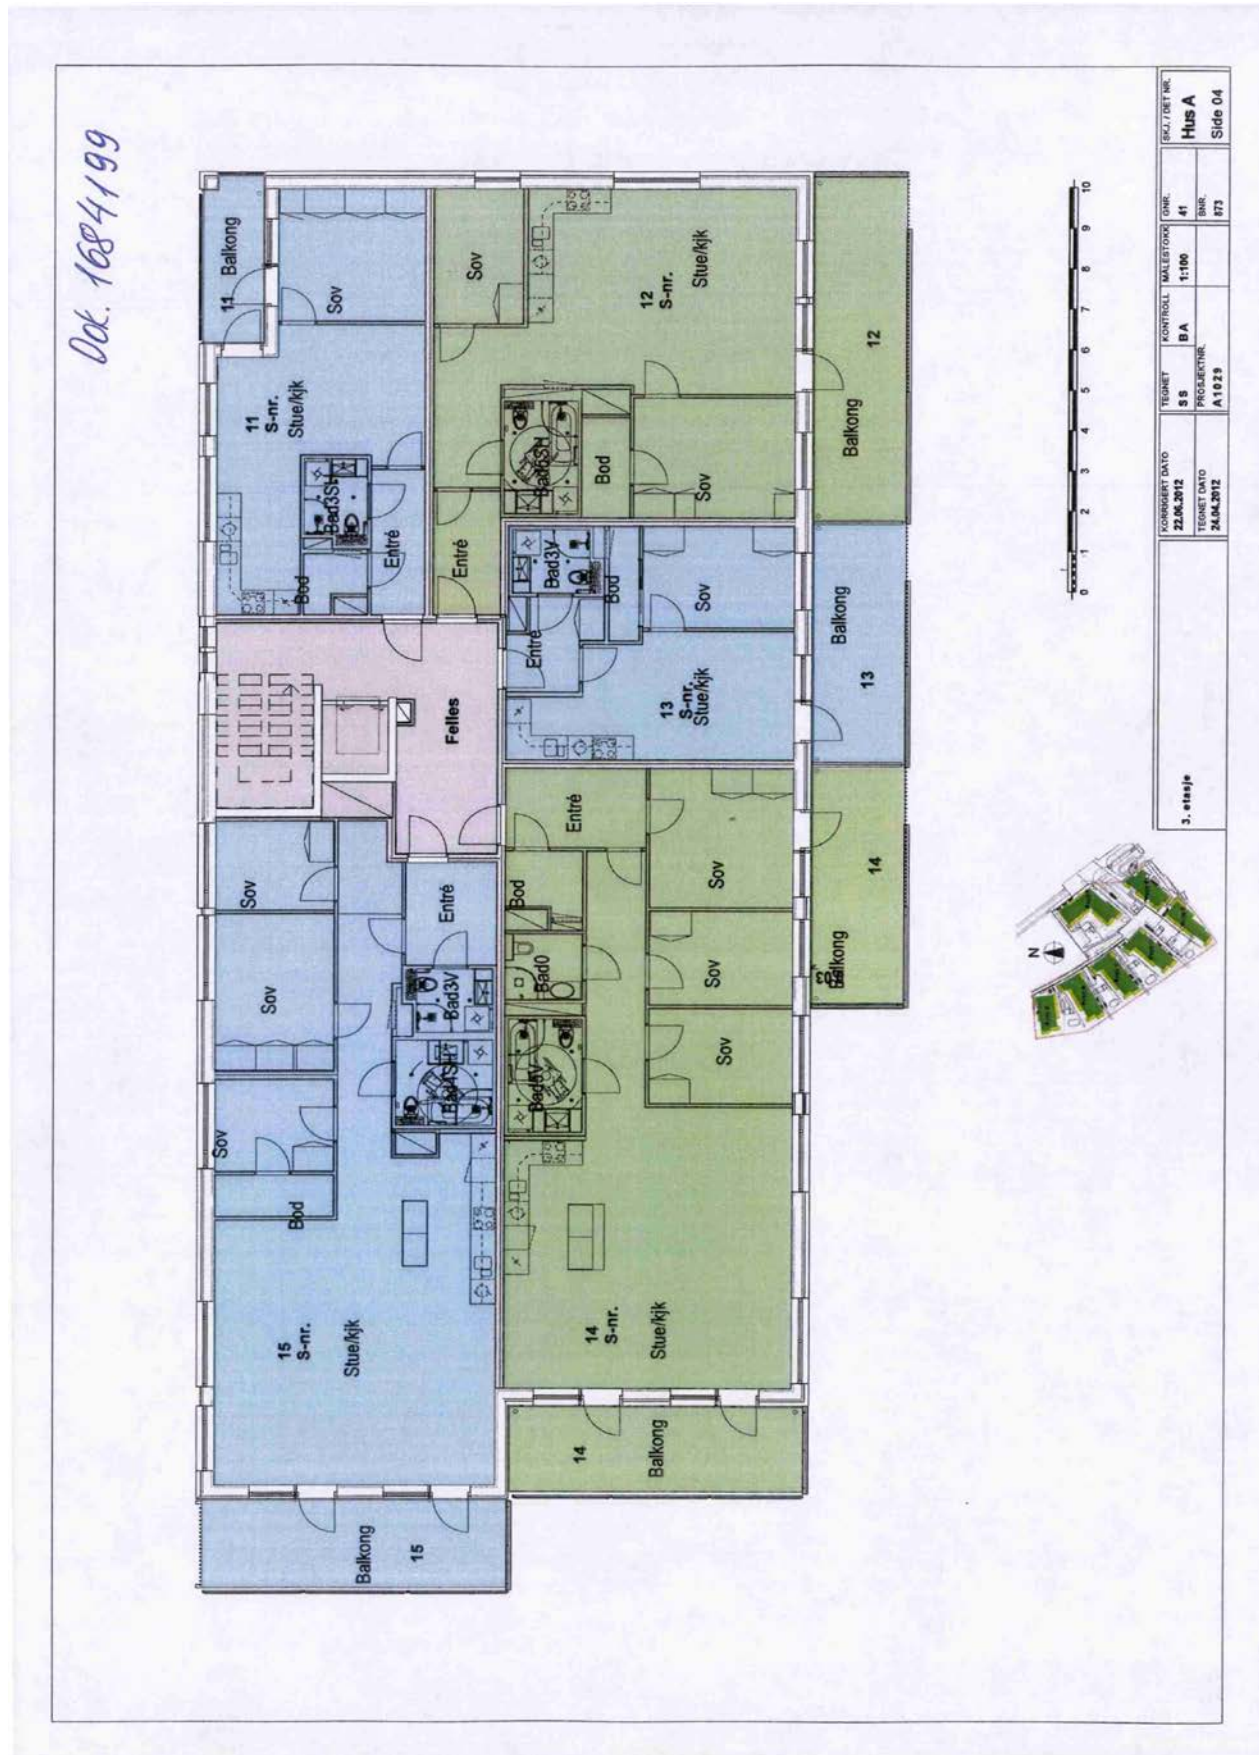 Dok. 1684199
Balkong
11
Sov
11
S-nr.
Stue/kjk
Bad3SH
Bod
Entré
Sov
12
S-nr.
Stue/kjk
Bod
Sov
Entré
Balkong
12
Bad3V
Bod
Entré
Sov
13
S-nr.
Stue/kjk
Balkong
13
Felles
Entré
Bod
Bad0
Sov
Sov
Sov
14
S-nr.
Stue/kjk
Balkong
14
14
Balkong
Sov
Sov
Sov
Bod
Entré
Bad3V
Bad4SH
15
S-nr.
Stue/kjk
Balkong
15
0 1 2 3 4 5 6 7 8 9 10
N
3. etasje
KORRIGERT DATO
22.06.2012
TEGNET DATO
24.04.2012
TEGNET
SS
KONTROLL
BA
PROSJEKTNR.
A1029
MÅLESTOKK
1:100
GNR.
41
BNR.
873
SKJ. / DET NR.
Hus A
Side 04